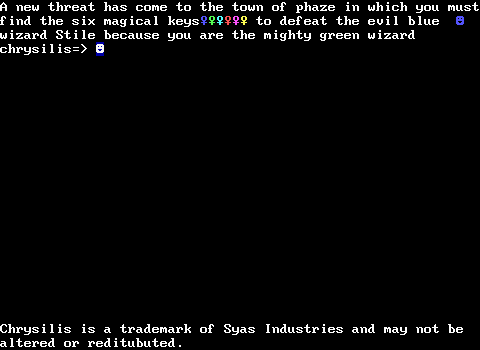 A new threat has come to the town of phaze in which you must
find the six magical keys♀♀♀♀♀♀ to defeat the evil blue ☺
wizard Stile because you are the mighty green wizard
chrysilis=> ☻
Chrysilis is a trademark of Syas Industries and may not be
altered or reditubuted.